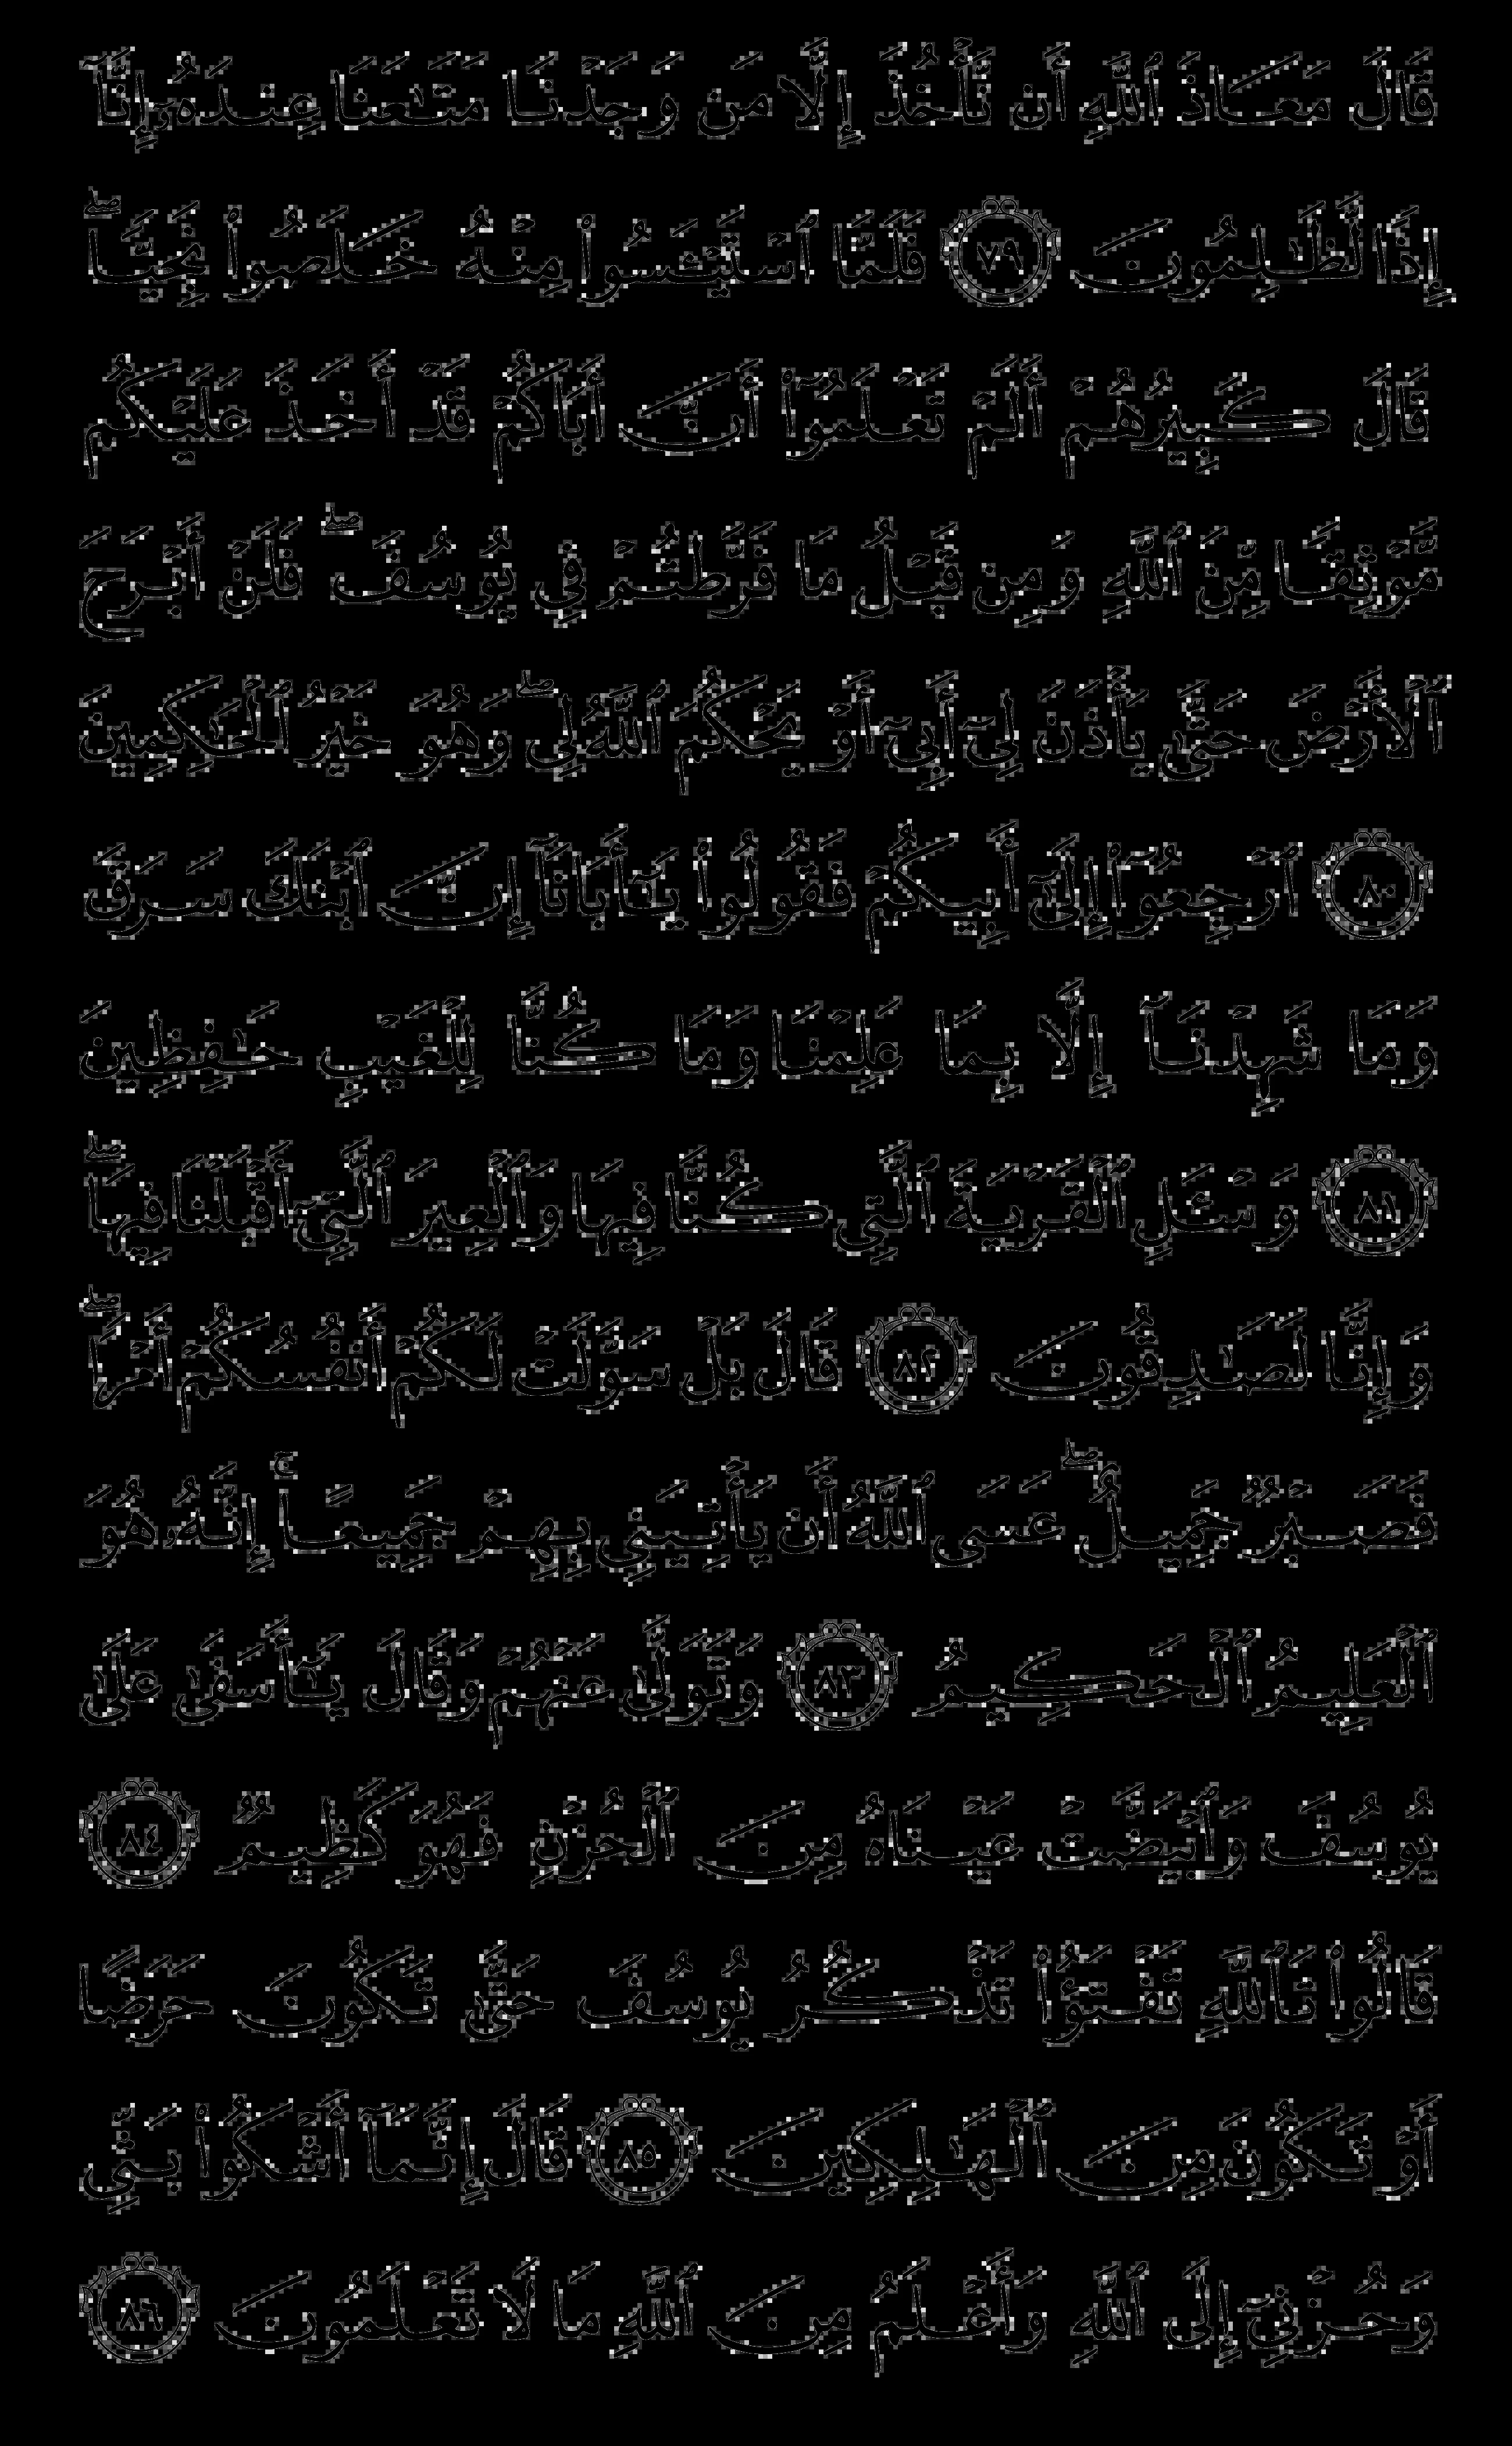 قَالَ مَعَاذَ ٱللَّهِ أَن نَّأْخُذَ إِلَّا مَن وَجَدْنَا مَتَٰعَنَا عِندَهُۥٓ إِنَّآ
إِذًا لَّظَٰلِمُونَ ٧٩ فَلَمَّا ٱسْتَيْـَٔسُوا۟ مِنْهُ خَلَصُوا۟ نَجِيًّا ۖ
قَالَ كَبِيرُهُمْ أَلَمْ تَعْلَمُوٓا۟ أَنَّ أَبَاكُمْ قَدْ أَخَذَ عَلَيْكُم
مَّوْثِقًا مِّنَ ٱللَّهِ وَمِن قَبْلُ مَا فَرَّطتُمْ فِى يُوسُفَ ۖ فَلَنْ أَبْرَحَ
ٱلْأَرْضَ حَتَّىٰ يَأْذَنَ لِىٓ أَبِىٓ أَوْ يَحْكُمَ ٱللَّهُ لِى ۖ وَهُوَ خَيْرُ ٱلْحَٰكِمِينَ
٨٠ ٱرْجِعُوٓا۟ إِلَىٰٓ أَبِيكُمْ فَقُولُوا۟ يَٰٓأَبَانَآ إِنَّ ٱبْنَكَ سَرَقَ
وَمَا شَهِدْنَآ إِلَّا بِمَا عَلِمْنَا وَمَا كُنَّا لِلْغَيْبِ حَٰفِظِينَ
٨١ وَسْـَٔلِ ٱلْقَرْيَةَ ٱلَّتِى كُنَّا فِيهَا وَٱلْعِيرَ ٱلَّتِىٓ أَقْبَلْنَا فِيهَا ۖ
وَإِنَّا لَصَٰدِقُونَ ٨٢ قَالَ بَلْ سَوَّلَتْ لَكُمْ أَنفُسُكُمْ أَمْرًا ۖ
فَصَبْرٌ جَمِيلٌ ۖ عَسَى ٱللَّهُ أَن يَأْتِيَنِى بِهِمْ جَمِيعًا ۚ إِنَّهُۥ هُوَ
ٱلْعَلِيمُ ٱلْحَكِيمُ ٨٣ وَتَوَلَّىٰ عَنْهُمْ وَقَالَ يَٰٓأَسَفَىٰ عَلَىٰ
يُوسُفَ وَٱبْيَضَّتْ عَيْنَاهُ مِنَ ٱلْحُزْنِ فَهُوَ كَظِيمٌ ٨٤
قَالُوا۟ تَٱللَّهِ تَفْتَؤُا۟ تَذْكُرُ يُوسُفَ حَتَّىٰ تَكُونَ حَرَضًا
أَوْ تَكُونَ مِنَ ٱلْهَٰلِكِينَ ٨٥ قَالَ إِنَّمَآ أَشْكُوا۟ بَثِّى
وَحُزْنِىٓ إِلَى ٱللَّهِ وَأَعْلَمُ مِنَ ٱللَّهِ مَا لَا تَعْلَمُونَ ٨٦